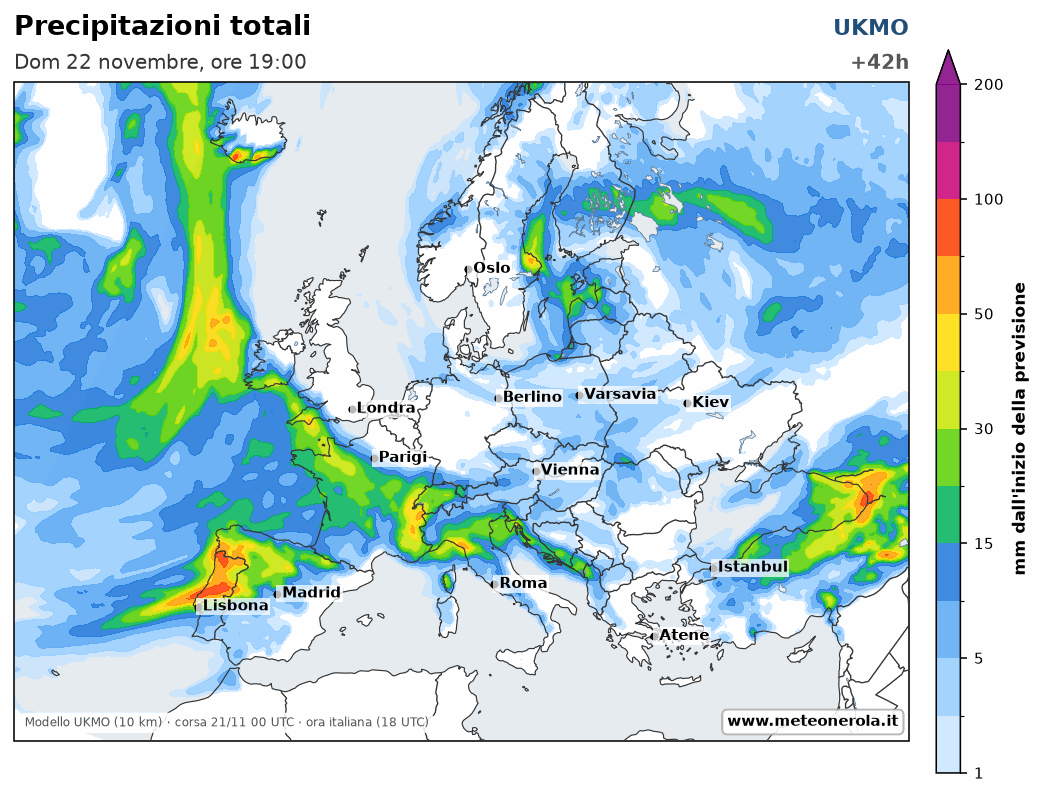 Precipitazioni totali
UKMO
Dom 22 novembre, ore 19:00
+42h
200
100
50
30
15
5
1
mm dall'inizio della previsione
Oslo
Berlino
Varsavia
Kiev
Londra
Parigi
Vienna
Istanbul
Roma
Madrid
Lisbona
Atene
Modello UKMO (10 km) · corsa 21/11 00 UTC · ora italiana (18 UTC)
www.meteonerola.it